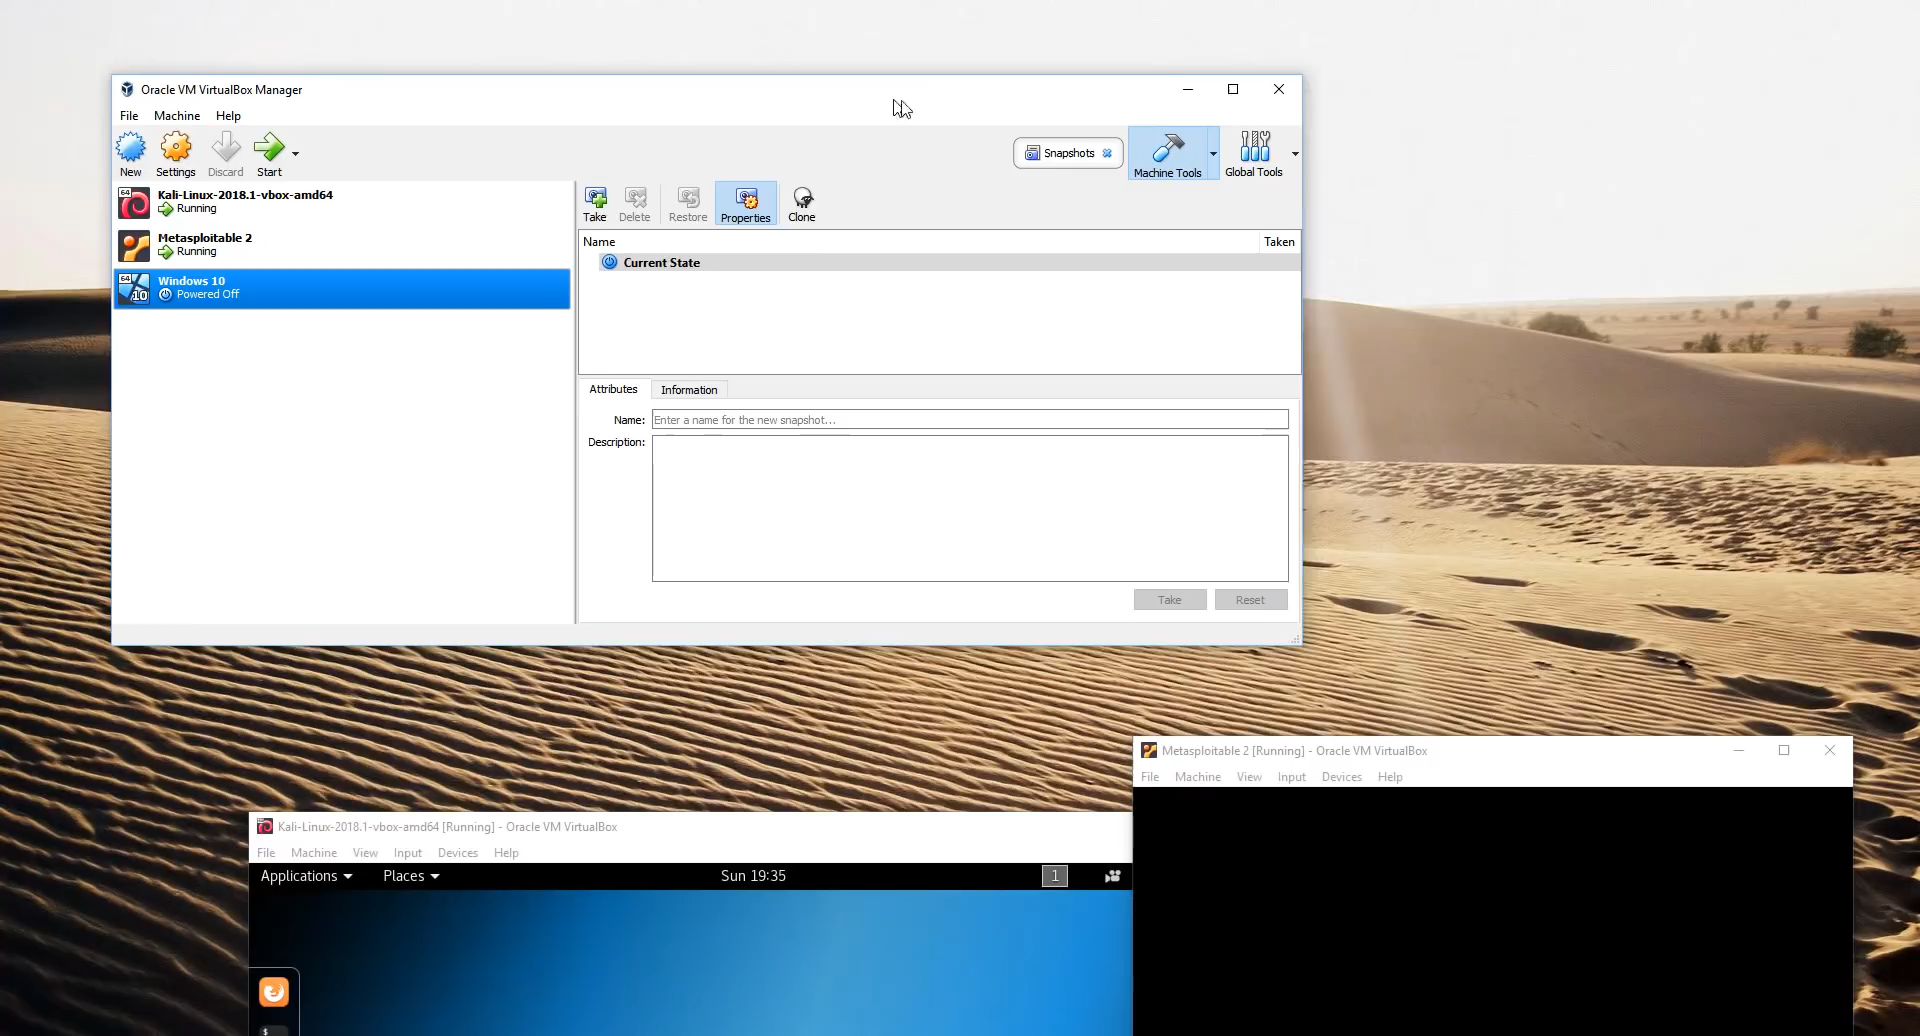 Oracle VM VirtualBox Manager
File Machine Help
New Settings Discard Start
Snapshots
Machine Tools
Global Tools
64
Kali-Linux-2018.1-vbox-amd64
Running
Metasploitable 2
Running
64
10
Windows 10
Powered Off
Take Delete Restore Properties Clone
Name Taken
Current State
Attributes Information
Name: Enter a name for the new snapshot...
Description:
Take Reset
Metasploitable 2 [Running] - Oracle VM VirtualBox
File Machine View Input Devices Help
Kali-Linux-2018.1-vbox-amd64 [Running] - Oracle VM VirtualBox
File Machine View Input Devices Help
Applications Places Sun 19:35 1
$